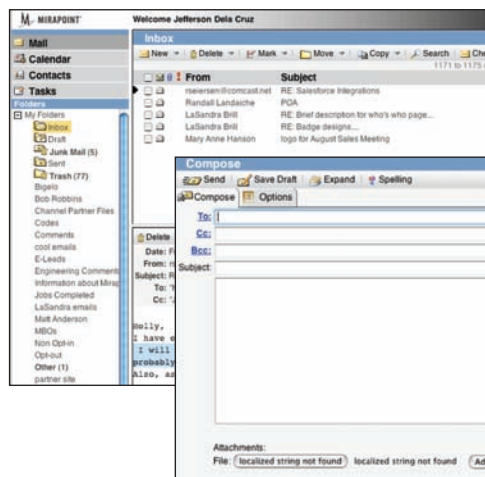 MIRAPOINT
Welcome Jefferson Dela Cruz
Mail
Calendar
Contacts
Tasks
Folders
My Folders
Inbox
Draft
Junk Mail (5)
Sent
Trash (77)
Bigelo
Bob Robbins
Channel Partner Files
Codes
Comments
cool emails
E-Leads
Engineering Comment
Information about Mirap
Jobs Completed
LaSandra emails
Matt Anderson
MBOs
Non Opt-in
Opt-out
Other (1)
partner site
Inbox
New Delete Mark Move Copy Search Che
1171 to 1175
From Subject
rseiersen@comcast.net RE: Salesforce Integrations
Randall Landaiche POA
LaSandra Brill RE: Brief description for who's who page...
LaSandra Brill RE: Badge designs...
Mary Anne Hanson logo for August Sales Meeting
Delete
Date: F
From:
Subject: R
To:
Cc:
Holly,
I have
I will
probably
Also, as
Compose
Send Save Draft Expand Spelling
Compose Options
To:
Cc:
Bcc:
Subject:
Attachments:
File: localized string not found localized string not found Ad